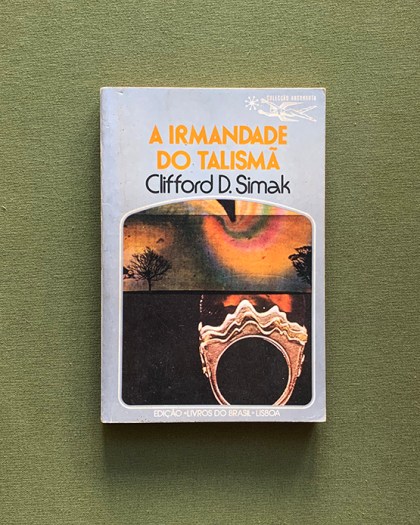 COLECÇÃO ARGONAUTA
A IRMANDADE
DO TALISMÃ
Clifford D. Simak
EDIÇÃO • LIVROS DO BRASIL • LISBOA